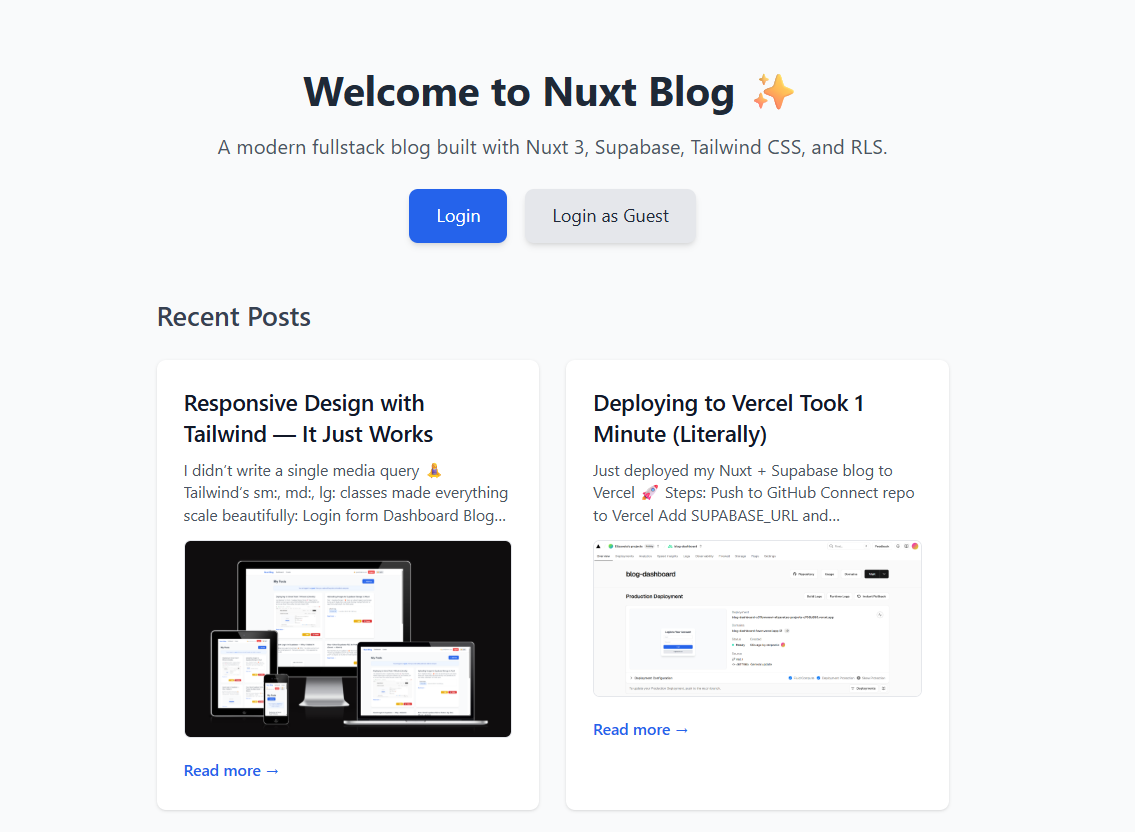 Welcome to Nuxt Blog ✨
A modern fullstack blog built with Nuxt 3, Supabase, Tailwind CSS, and RLS.
Login
Login as Guest
Recent Posts
Responsive Design with
Tailwind — It Just Works
I didn’t write a single media query 🧘‍♀️
Tailwind’s sm:, md:, lg: classes made everything
scale beautifully: Login form Dashboard Blog...
My Posts
My Posts
Read more →
Deploying to Vercel Took 1
Minute (Literally)
Just deployed my Nuxt + Supabase blog to
Vercel 🚀 Steps: Push to GitHub Connect repo
to Vercel Add SUPABASE_URL and...
blog-dashboard
Production Deployment
Read more →